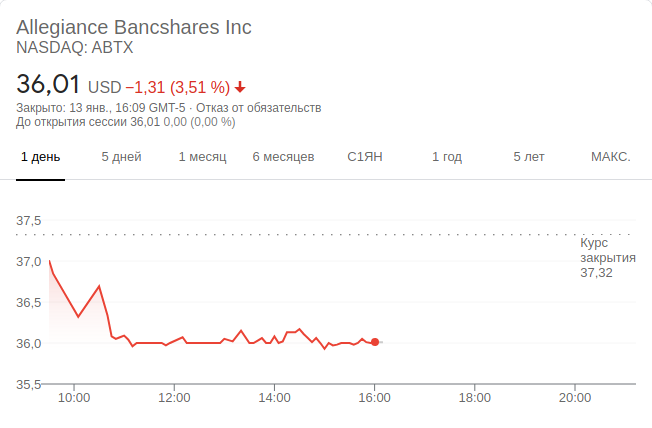 Allegiance Bancshares Inc
NASDAQ: ABTX
36,01 USD −1,31 (3,51 %)
Закрыто: 13 янв., 16:09 GMT-5 · Отказ от обязательств
До открытия сессии 36,01 0,00 (0,00 %)
1 день 5 дней 1 месяц 6 месяцев С1ЯН 1 год 5 лет МАКС.
37,5
Курс
закрытия
37,32
37,0
36,5
36,0
35,5
10:00 12:00 14:00 16:00 18:00 20:00